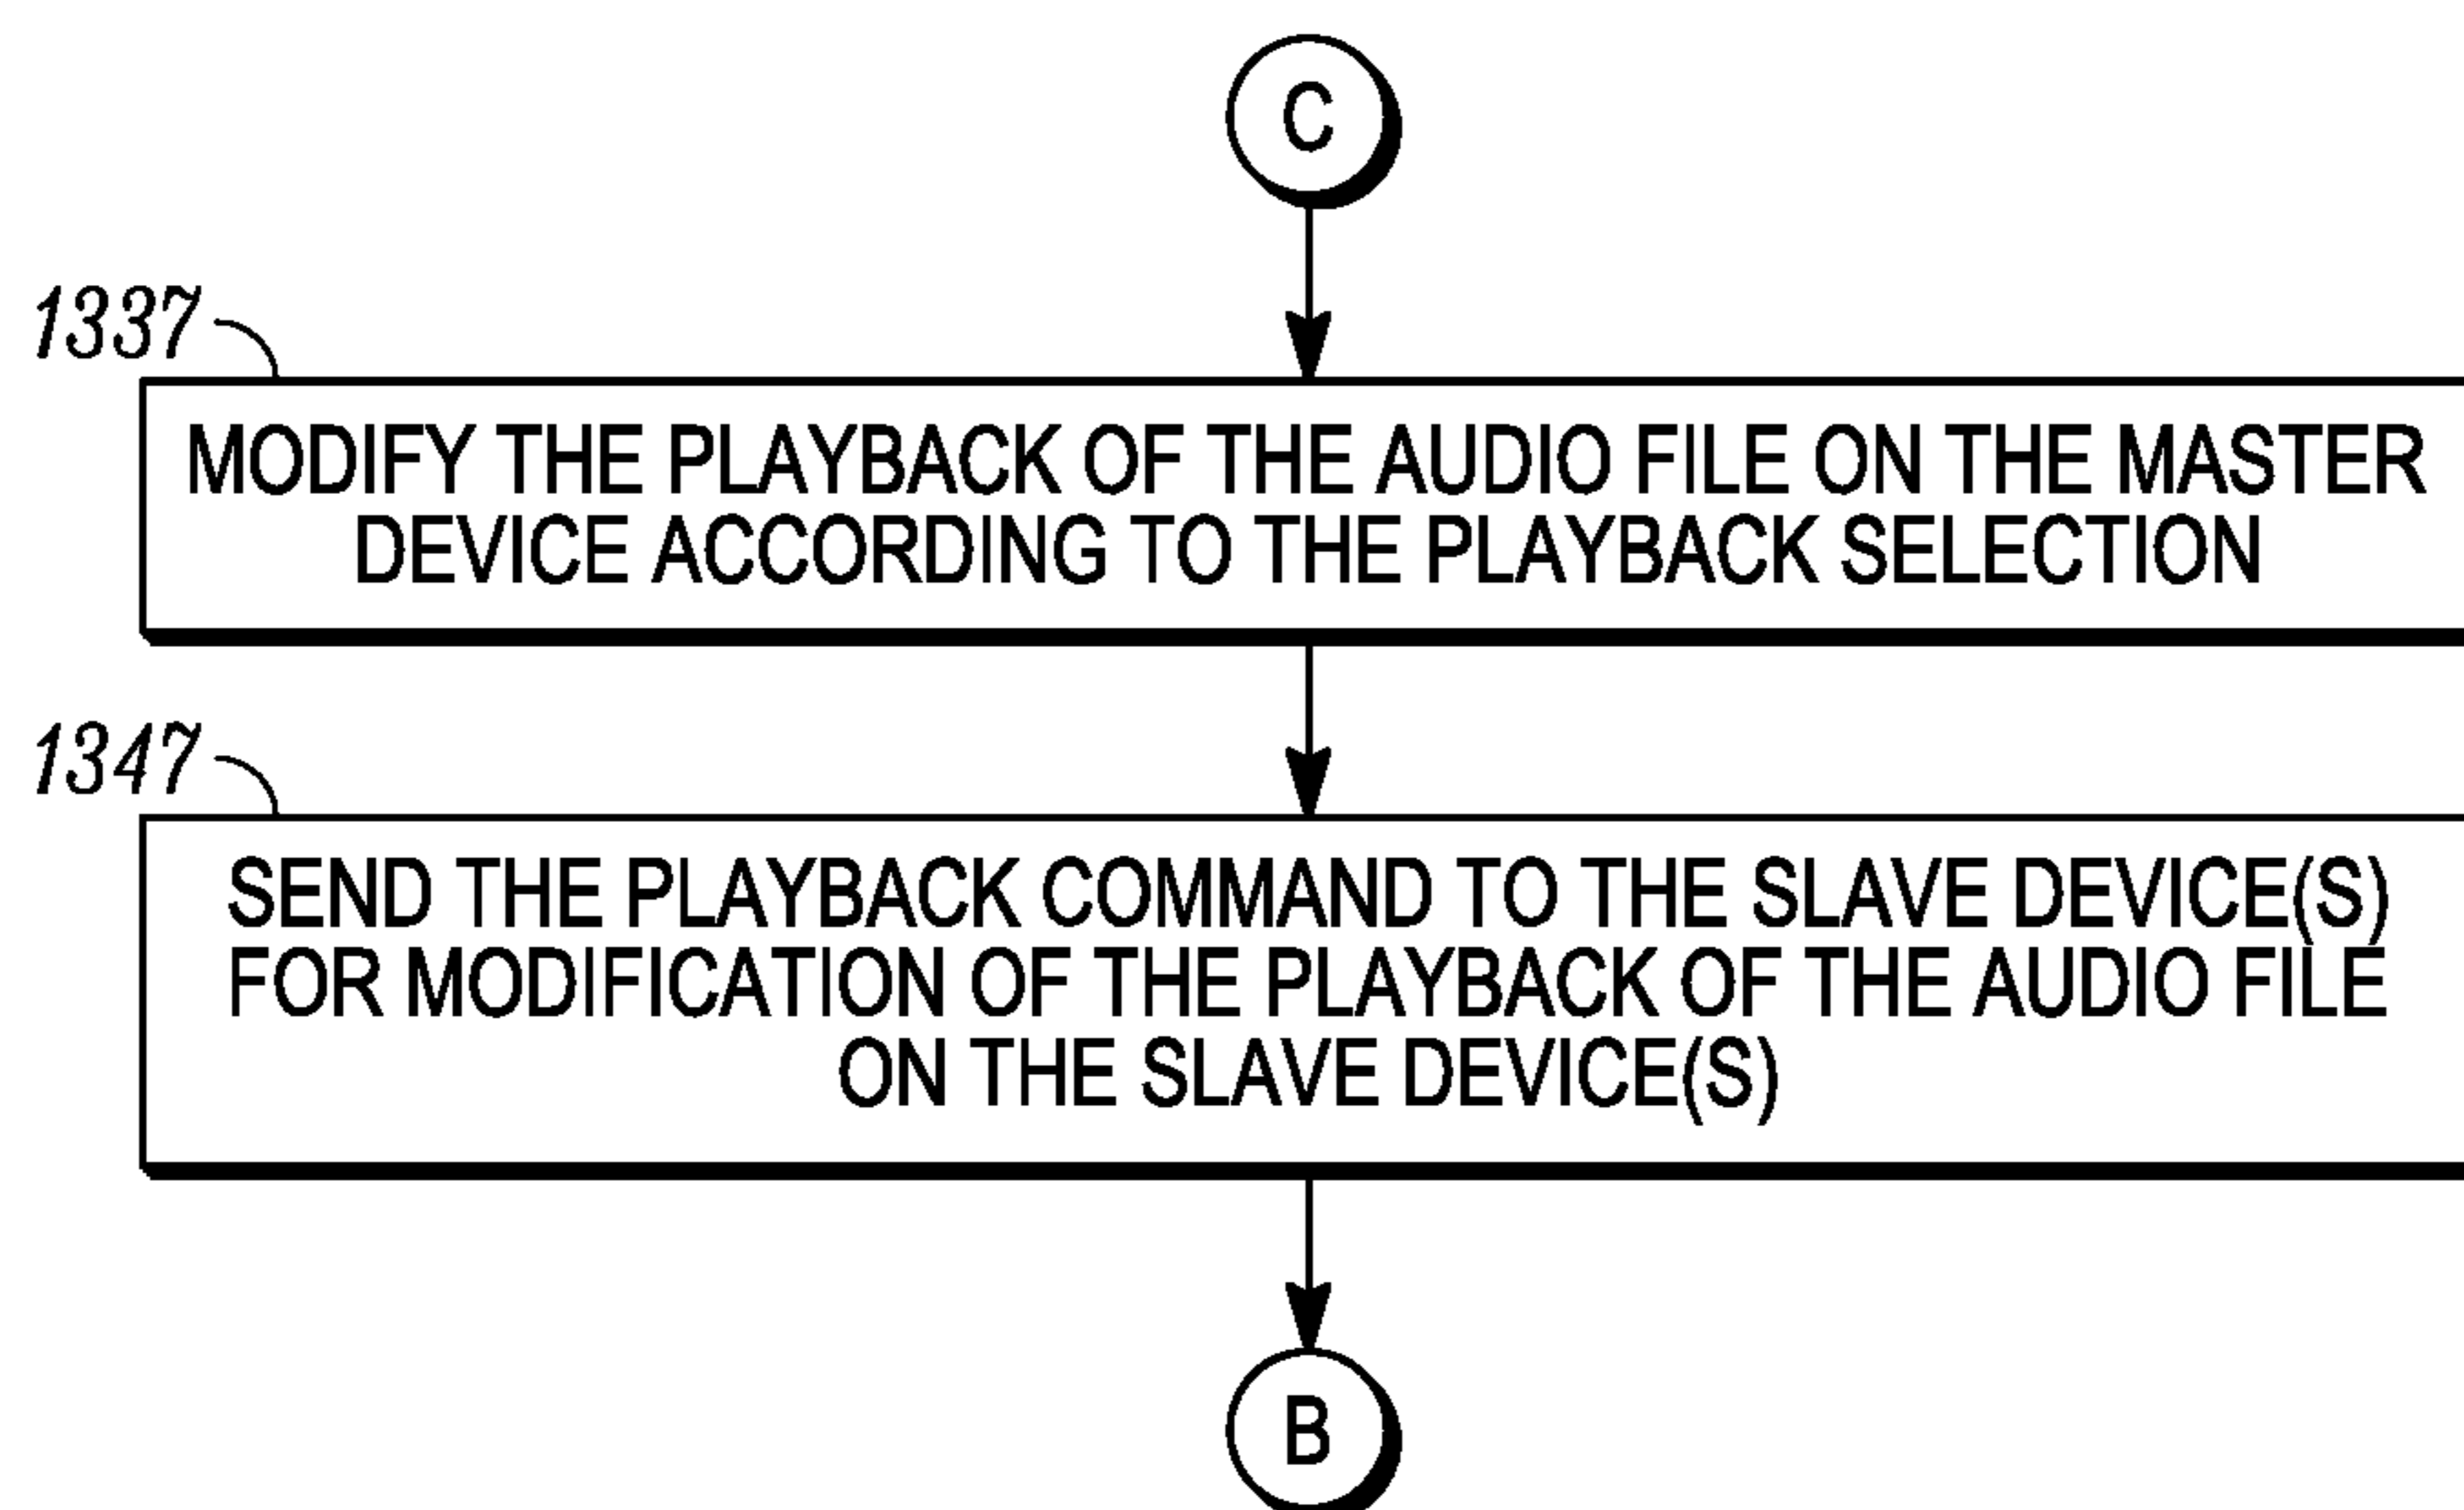 C
1337
MODIFY THE PLAYBACK OF THE AUDIO FILE ON THE MASTER
DEVICE ACCORDING TO THE PLAYBACK SELECTION
1347
SEND THE PLAYBACK COMMAND TO THE SLAVE DEVICE(S)
FOR MODIFICATION OF THE PLAYBACK OF THE AUDIO FILE
ON THE SLAVE DEVICE(S)
B